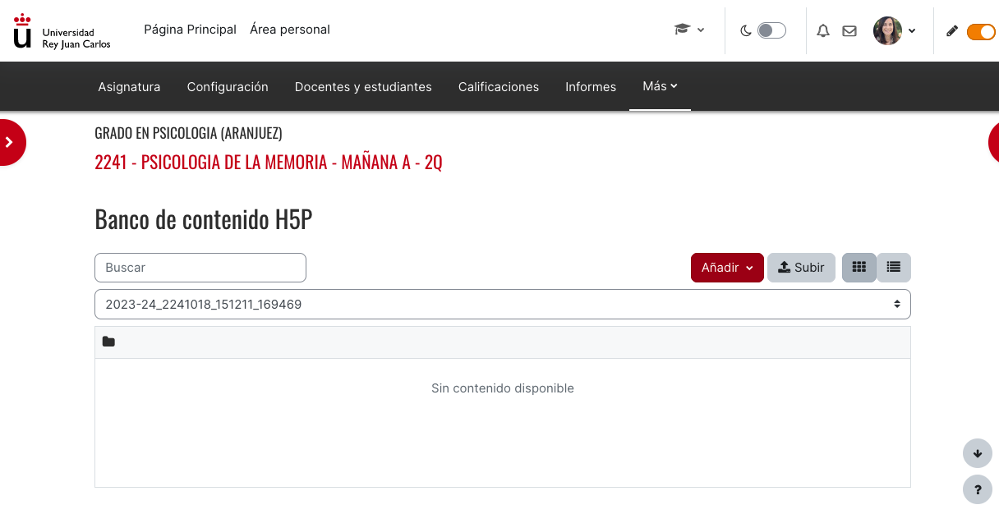 Universidad
Rey Juan Carlos
Página Principal
Área personal
Asignatura
Configuración
Docentes y estudiantes
Calificaciones
Informes
Más
GRADO EN PSICOLOGIA (ARANJUEZ)
2241 - PSICOLOGIA DE LA MEMORIA - MAÑANA A - 2Q
Banco de contenido H5P
Buscar
Añadir
Subir
2023-24_2241018_151211_169469
Sin contenido disponible
?